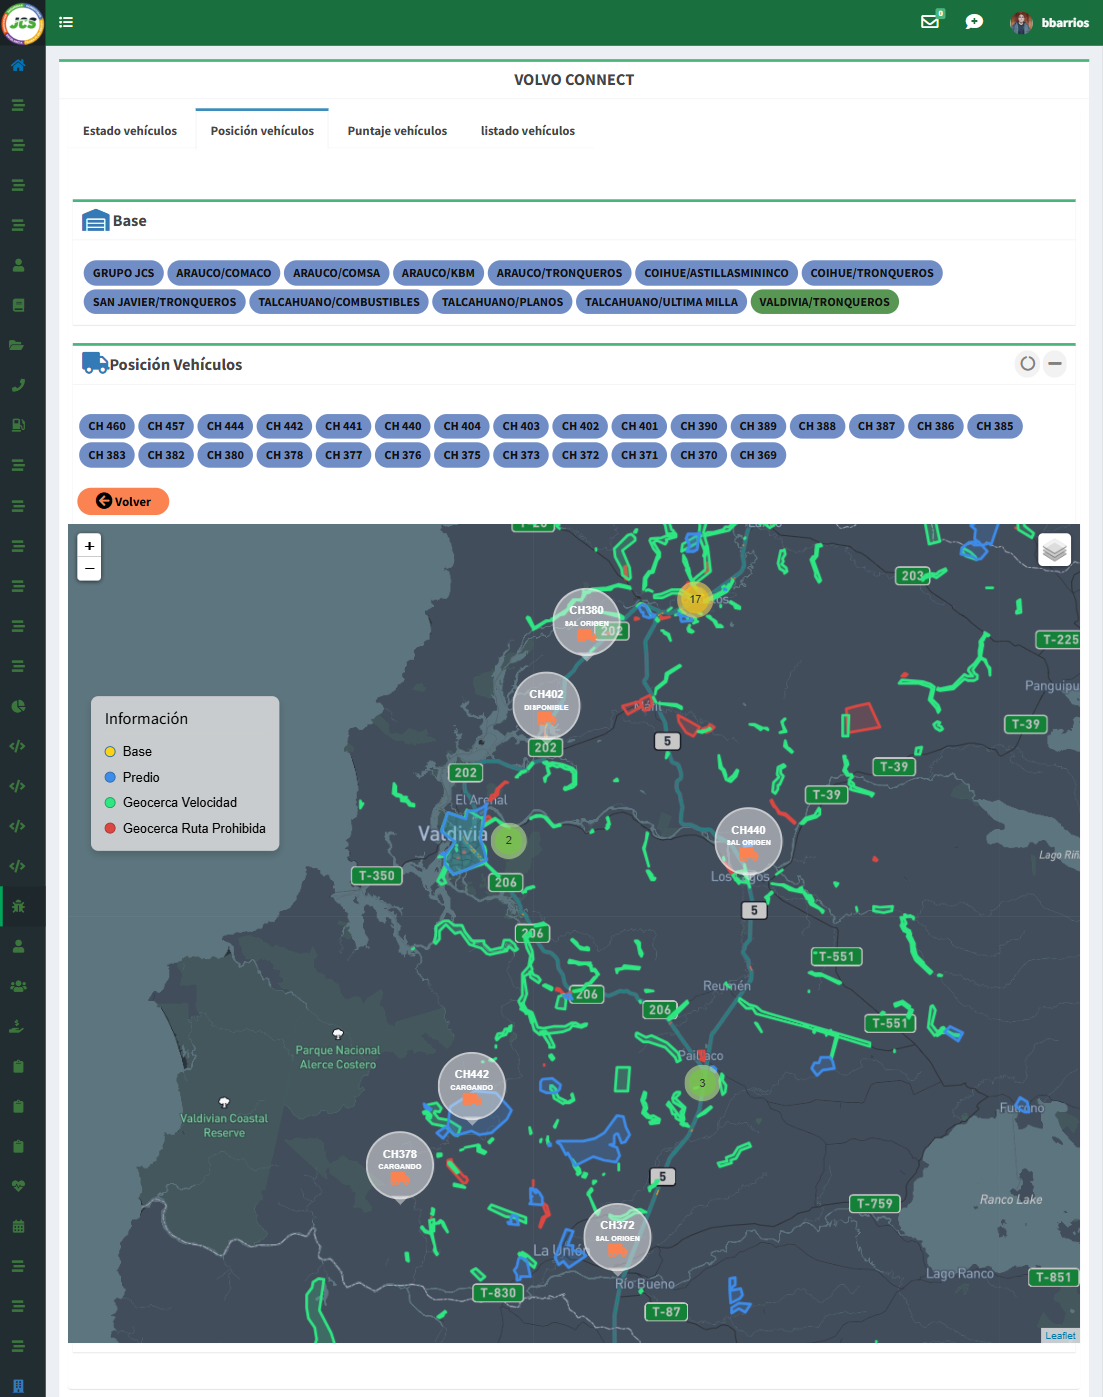 JCS
0
bbarrios
VOLVO CONNECT
Estado vehículos
Posición vehículos
Puntaje vehículos
listado vehículos
Base
GRUPO JCS
ARAUCO/COMACO
ARAUCO/COMSA
ARAUCO/KBM
ARAUCO/TRONQUEROS
COIHUE/ASTILLASMININCO
COIHUE/TRONQUEROS
SAN JAVIER/TRONQUEROS
TALCAHUANO/COMBUSTIBLES
TALCAHUANO/PLANOS
TALCAHUANO/ULTIMA MILLA
VALDIVIA/TRONQUEROS
Posición Vehículos
CH 460
CH 457
CH 444
CH 442
CH 441
CH 440
CH 404
CH 403
CH 402
CH 401
CH 390
CH 389
CH 388
CH 387
CH 386
CH 385
CH 383
CH 382
CH 380
CH 378
CH 377
CH 376
CH 375
CH 373
CH 372
CH 371
CH 370
CH 369
Volver
+
−
203
17
CH380
202
T-225
CH402
DISPONIBLE
Panguipu
T-39
5
202
T-39
202
T-39
El Arenal
Valdivia
2
CH440
Lago Riñ
T-350
206
Los Lagos
5
206
T-551
Reumén
206
206
T-551
Paillaco
3
Parque Nacional
Alerce Costero
CH442
CARGANDO
Valdivian Coastal
Reserve
Futrono
CH378
CARGANDO
5
Ranco Lake
T-759
CH372
La Unión
Río Bueno
Lago Ranco
T-851
T-830
T-87
Información
Base
Predio
Geocerca Velocidad
Geocerca Ruta Prohibida
Leaflet